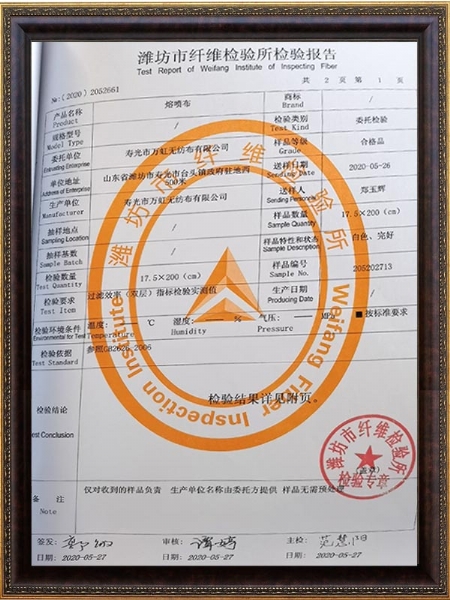 潍坊市纤维检验所检验报告
Test Report of Weifang Institute of Inspecting Fiber
共 2 页 第 1 页
№:(2020)2052661
产品名称 Product 熔喷布 商标 Brand /
规格型号 Model Type / 检验类别 Test Kind 委托检验
委托单位 Entrusting Enterprise 寿光市万虹无纺布有限公司 样品等级 Grade 合格品
单位地址 Address of Enterprise 山东省潍坊市寿光市台头镇政府驻地西 500米 送样日期 Sending Date 2020-05-26
生产单位 Manufacturer 寿光市万虹无纺布有限公司 送样人 Sending Person 郑玉辉
抽样地点 Sampling Location / 样品数量 Sample Quantity 17.5×200(cm)
抽样基数 Sample Batch / 样品特性和状态 Sample Description 白色、完好
检验数量 Test Quantity 17.5×200(cm) 样品编号 Sample No. 205202713
检验要求 Test Item 过滤效率(双层)指标检验实测值 生产日期 Producing Date /
检验环境条件 Environmental for Test 温度: Temperature ℃ 湿度: Humidity % 气压: Pressure ■按标准要求
检验依据 Test Standard 参照GB2626-2006
检验结论 Test Conclusion 检验结果详见附页。
备 注 Note 仅对收到的样品负责 生产单位名称由委托方提供 样品无需预处理
签发: 审核: 主检:
日期: 2020-05-27 日期: 2020-05-27 日期: 2020-05-27
潍坊市纤维检验所
Weifang Fiber Inspection Institute
潍坊市纤维检验所
检验专章